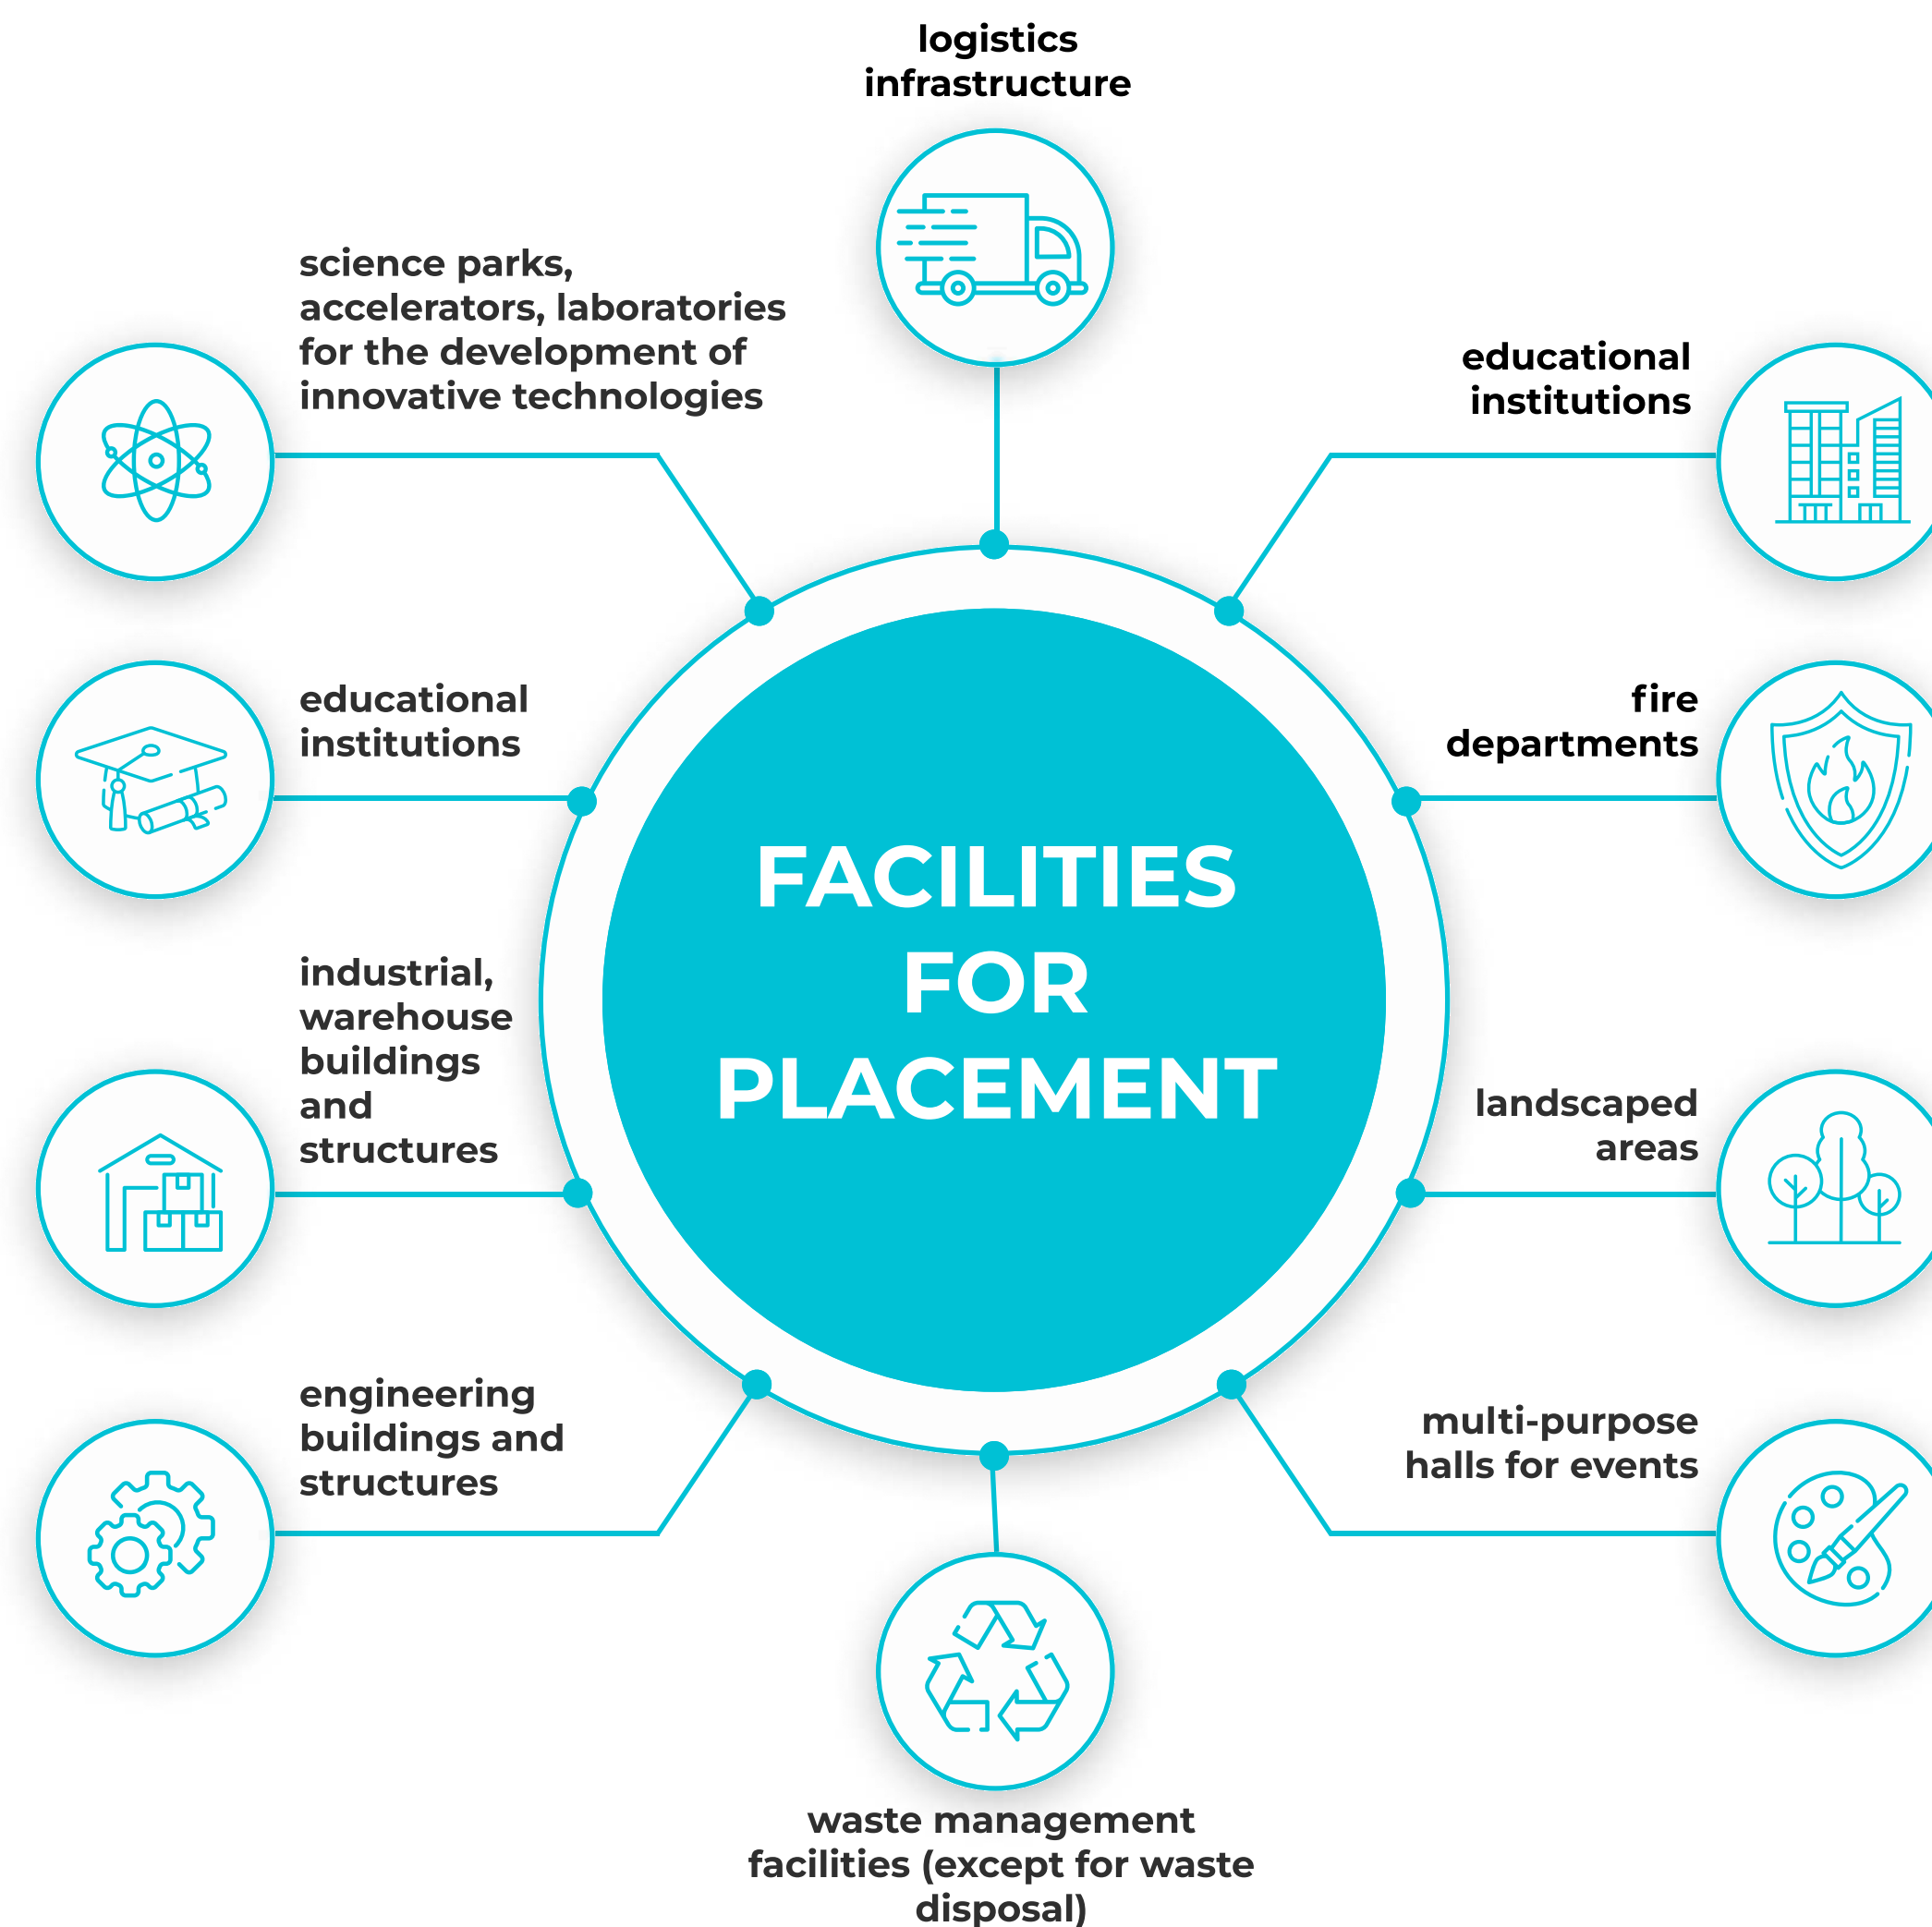 logistics
infrastructure
science parks,
accelerators, laboratories
for the development of
innovative technologies
educational
institutions
educational
institutions
fire
departments
FACILITIES
FOR
PLACEMENT
industrial,
warehouse
buildings
and
structures
landscaped
areas
engineering
buildings and
structures
multi-purpose
halls for events
waste management
facilities (except for waste
disposal)